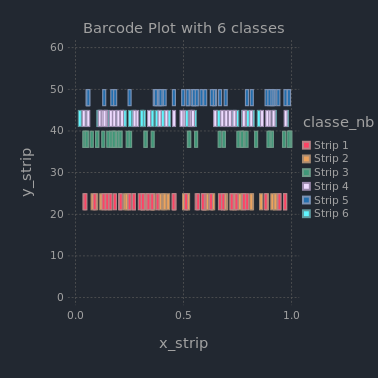 Barcode Plot with 6 classes
60
50
40
30
20
10
0
y_strip
0.0
0.5
1.0
x_strip
classe_nb
Strip 1
Strip 2
Strip 3
Strip 4
Strip 5
Strip 6